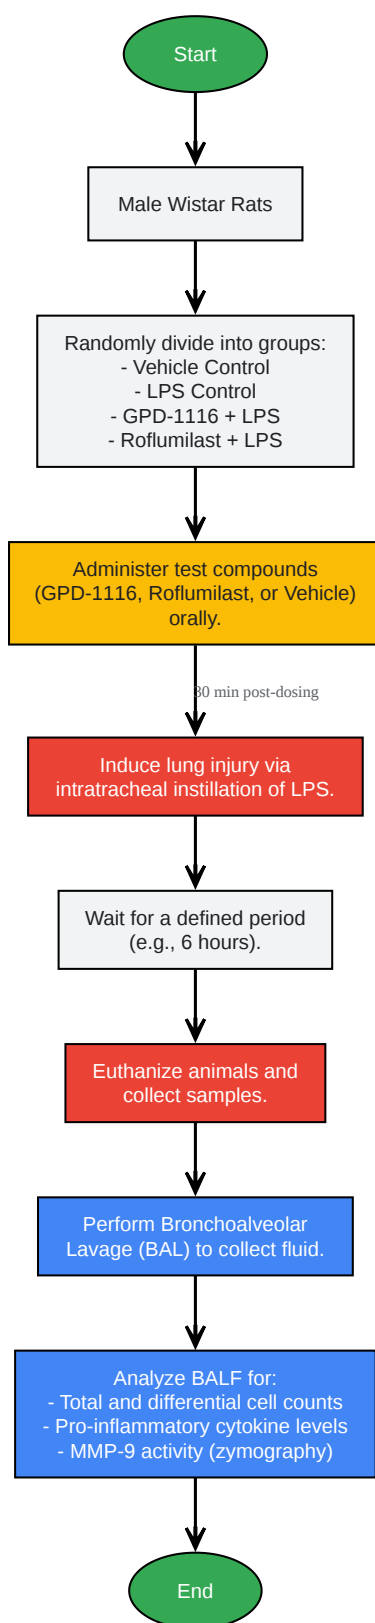 Start
Male Wistar Rats
Randomly divide into groups:
- Vehicle Control
- LPS Control
- GPD-1116 + LPS
- Roflumilast + LPS
Administer test compounds
(GPD-1116, Roflumilast, or Vehicle)
orally.
30 min post-dosing
Induce lung injury via
intratracheal instillation of LPS.
Wait for a defined period
(e.g., 6 hours).
Euthanize animals and
collect samples.
Perform Bronchoalveolar
Lavage (BAL) to collect fluid.
Analyze BALF for:
- Total and differential cell counts
- Pro-inflammatory cytokine levels
- MMP-9 activity (zymography)
End